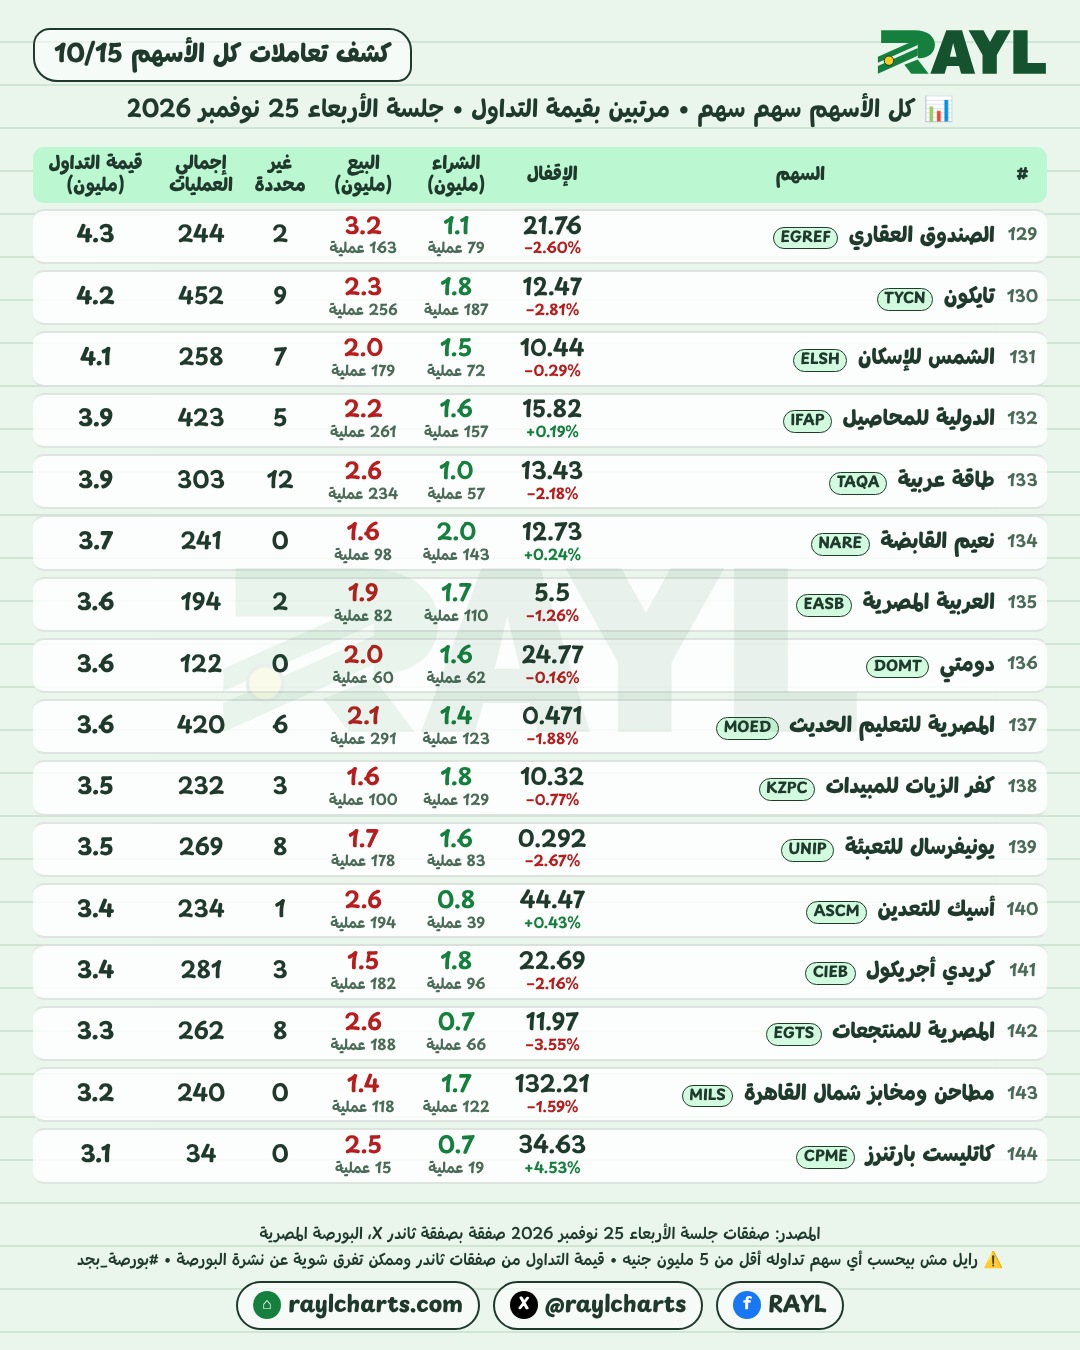 RAYL
كشف تعاملات كل الأسهم 10/15
📊 كل الأسهم سهم سهم • مرتبين بقيمة التداول • جلسة الأربعاء 25 نوفمبر 2026
# السهم الإقفال الشراء (مليون) البيع (مليون) غير محددة إجمالي العمليات قيمة التداول (مليون)
129 الصندوق العقاري EGREF 21.76 1.1 3.2 2 244 4.3
-2.60% 79 عملية 163 عملية
130 تايكون TYCN 12.47 1.8 2.3 9 452 4.2
-2.81% 187 عملية 256 عملية
131 الشمس للإسكان ELSH 10.44 1.5 2.0 7 258 4.1
-0.29% 72 عملية 179 عملية
132 الدولية للمحاصيل IFAP 15.82 1.6 2.2 5 423 3.9
+0.19% 157 عملية 261 عملية
133 طاقة عربية TAQA 13.43 1.0 2.6 12 303 3.9
-2.18% 57 عملية 234 عملية
134 نعيم القابضة NARE 12.73 2.0 1.6 0 241 3.7
+0.24% 143 عملية 98 عملية
135 العربية المصرية EASB 5.5 1.7 1.9 2 194 3.6
-1.26% 110 عملية 82 عملية
136 دومتي DOMT 24.77 1.6 2.0 0 122 3.6
-0.16% 62 عملية 60 عملية
137 المصرية للتعليم الحديث MOED 0.471 1.4 2.1 6 420 3.6
-1.88% 123 عملية 291 عملية
138 كفر الزيات للمبيدات KZPC 10.32 1.8 1.6 3 232 3.5
-0.77% 129 عملية 100 عملية
139 يونيفرسال للتعبئة UNIP 0.292 1.6 1.7 8 269 3.5
-2.67% 83 عملية 178 عملية
140 أسيك للتعدين ASCM 44.47 0.8 2.6 1 234 3.4
+0.43% 39 عملية 194 عملية
141 كريدي أجريكول CIEB 22.69 1.8 1.5 3 281 3.4
-2.16% 96 عملية 182 عملية
142 المصرية للمنتجعات EGTS 11.97 0.7 2.6 8 262 3.3
-3.55% 66 عملية 188 عملية
143 مطاحن ومخابز شمال القاهرة MILS 132.21 1.7 1.4 0 240 3.2
-1.59% 122 عملية 118 عملية
144 كاتليست بارتنرز CPME 34.63 0.7 2.5 0 34 3.1
+4.53% 19 عملية 15 عملية
RAYL
المصدر: صفقات جلسة الأربعاء 25 نوفمبر 2026 صفقة بصفقة ثاندر X، البورصة المصرية
⚠️ رايل مش بيحسب أي سهم تداوله أقل من 5 مليون جنيه • قيمة التداول من صفقات ثاندر وممكن تفرق شوية عن نشرة البورصة • #بورصة_بجد
RAYL
@raylcharts
raylcharts.com